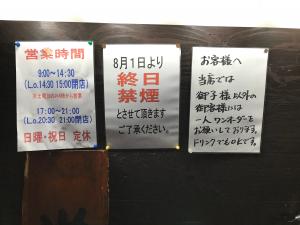 営業時間
9:00～14:30
(L.o.14:30 15:00閉店)
17:00～21:00
(L.o.20:30 21:00閉店)
日曜・祝日 定休
8月1日より
終日
禁煙
とさせて頂きます
ご了承ください。
お客様へ
当店では
御子様以外の
御客様には
一人ワンオーダーを
お願いしております。
ドリンクでもOKです。